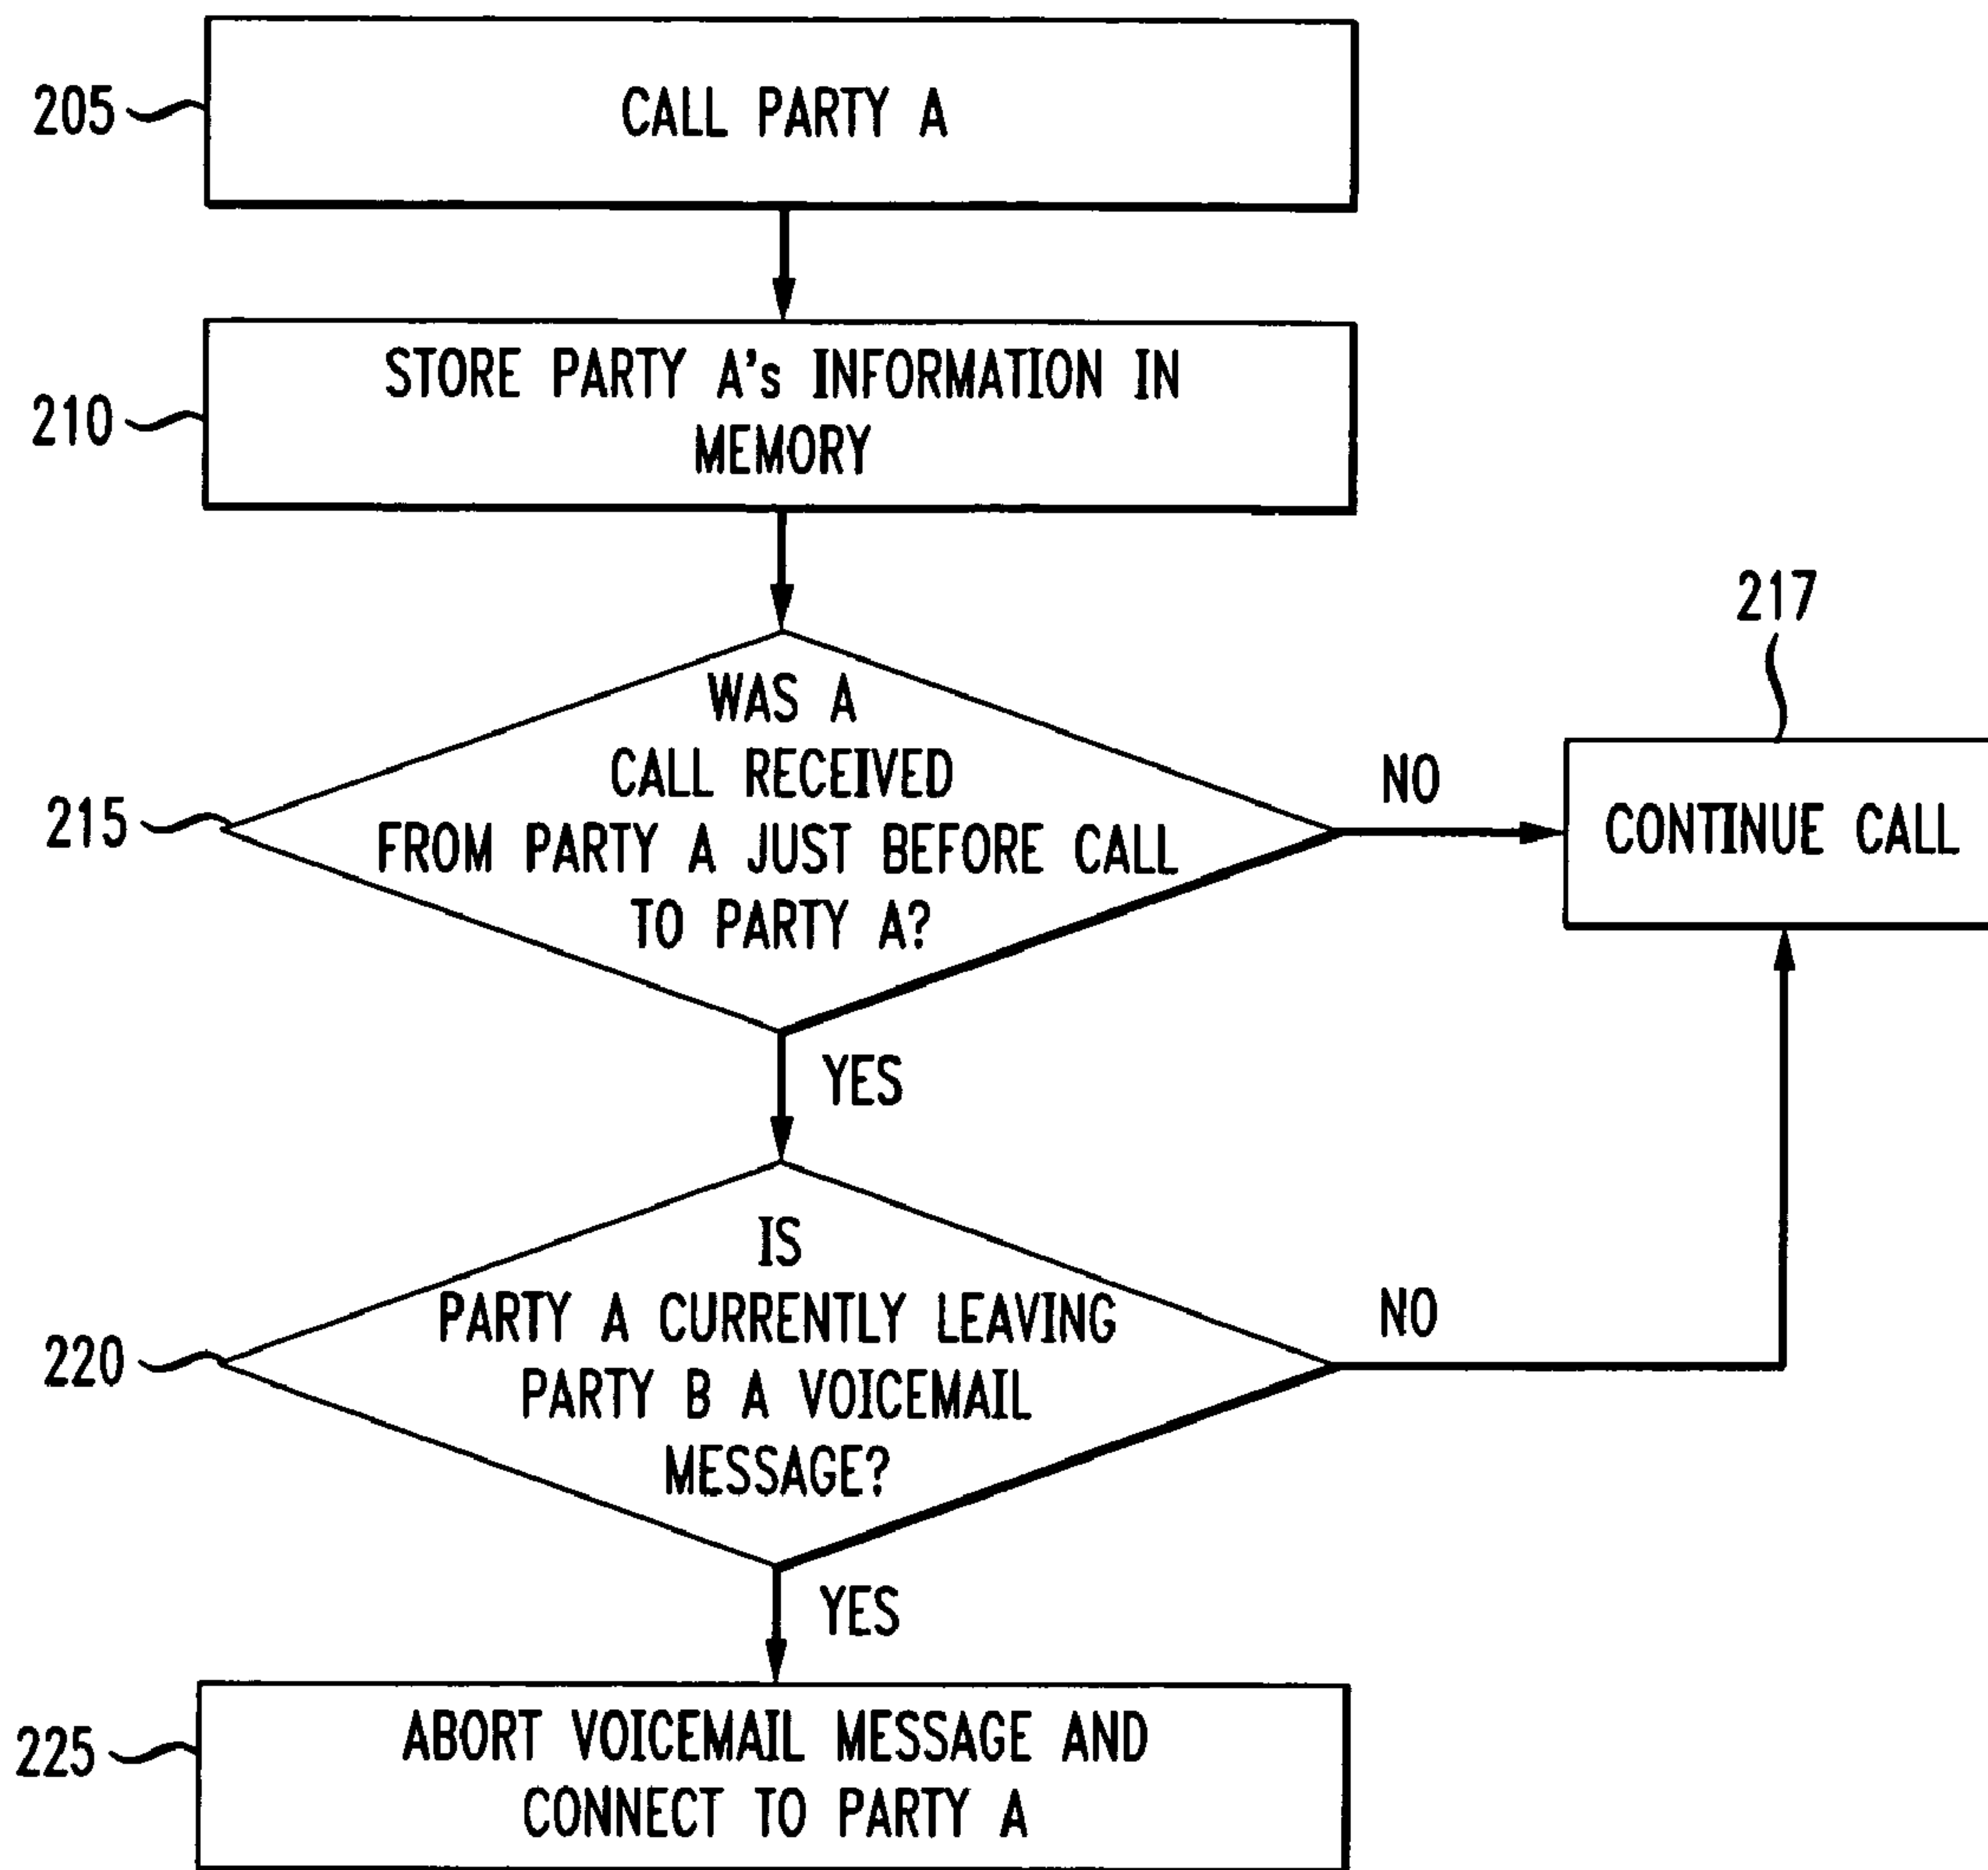 205
CALL PARTY A
210
STORE PARTY A's INFORMATION IN
MEMORY
217
215
WAS A
CALL RECEIVED
FROM PARTY A JUST BEFORE CALL
TO PARTY A?
NO
CONTINUE CALL
YES
220
IS
PARTY A CURRENTLY LEAVING
PARTY B A VOICEMAIL
MESSAGE?
NO
YES
225
ABORT VOICEMAIL MESSAGE AND
CONNECT TO PARTY A